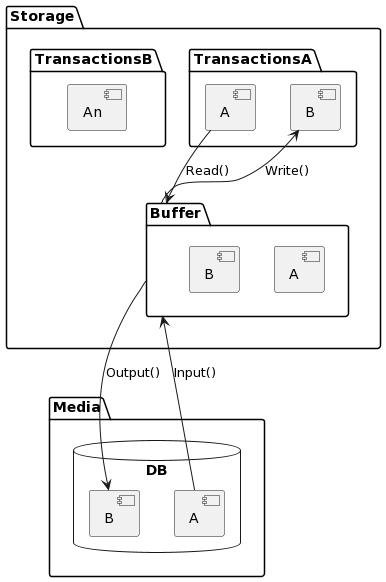 Storage
TransactionsB
TransactionsA
An
A
B
Read()
Write()
Buffer
B
A
Output()
Input()
Media
DB
B
A